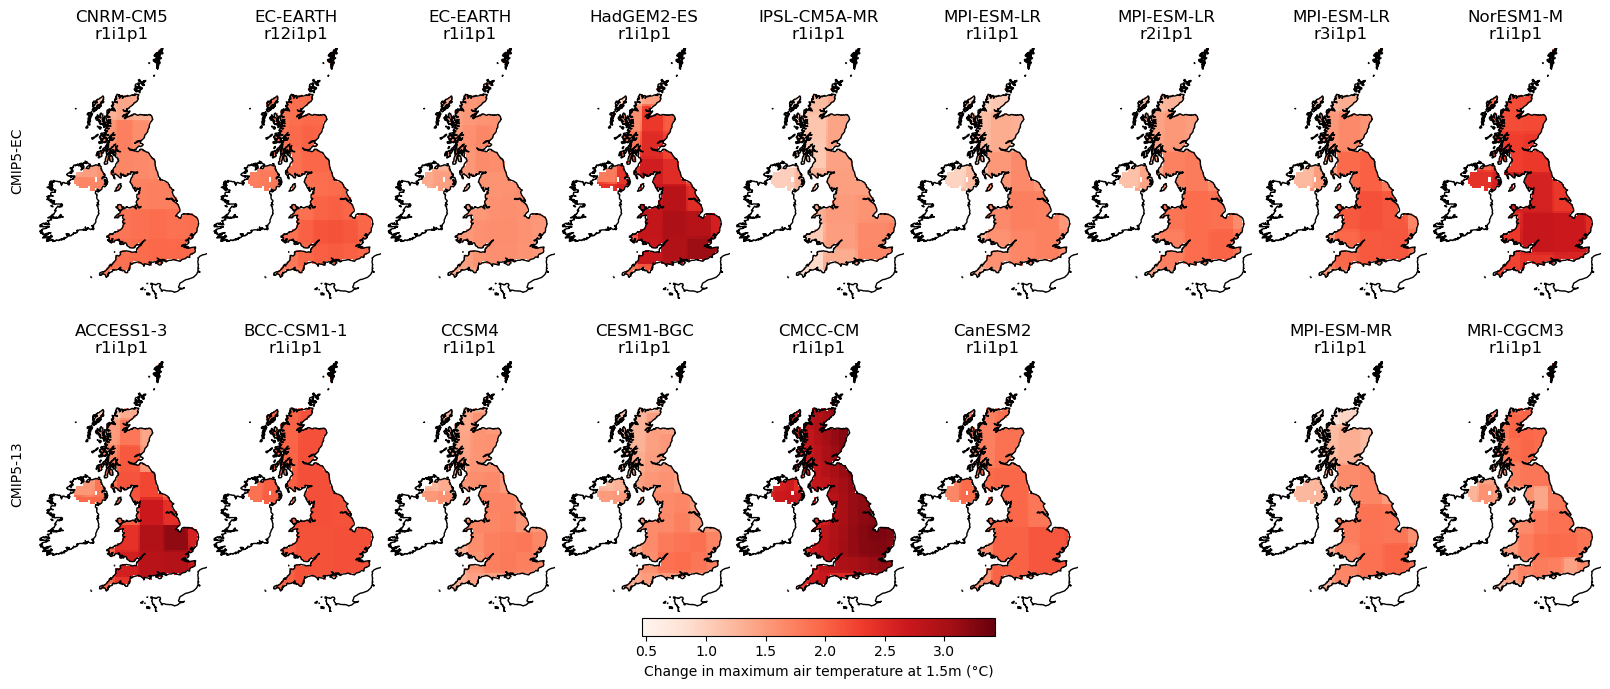 CNRM-CM5
r1i1p1
EC-EARTH
r12i1p1
EC-EARTH
r1i1p1
HadGEM2-ES
r1i1p1
IPSL-CM5A-MR
r1i1p1
MPI-ESM-LR
r1i1p1
MPI-ESM-LR
r2i1p1
MPI-ESM-LR
r3i1p1
NorESM1-M
r1i1p1
CMIP5-EC
ACCESS1-3
r1i1p1
BCC-CSM1-1
r1i1p1
CCSM4
r1i1p1
CESM1-BGC
r1i1p1
CMCC-CM
r1i1p1
CanESM2
r1i1p1
MPI-ESM-MR
r1i1p1
MRI-CGCM3
r1i1p1
CMIP5-13
0.5 1.0 1.5 2.0 2.5 3.0
Change in maximum air temperature at 1.5m (°C)